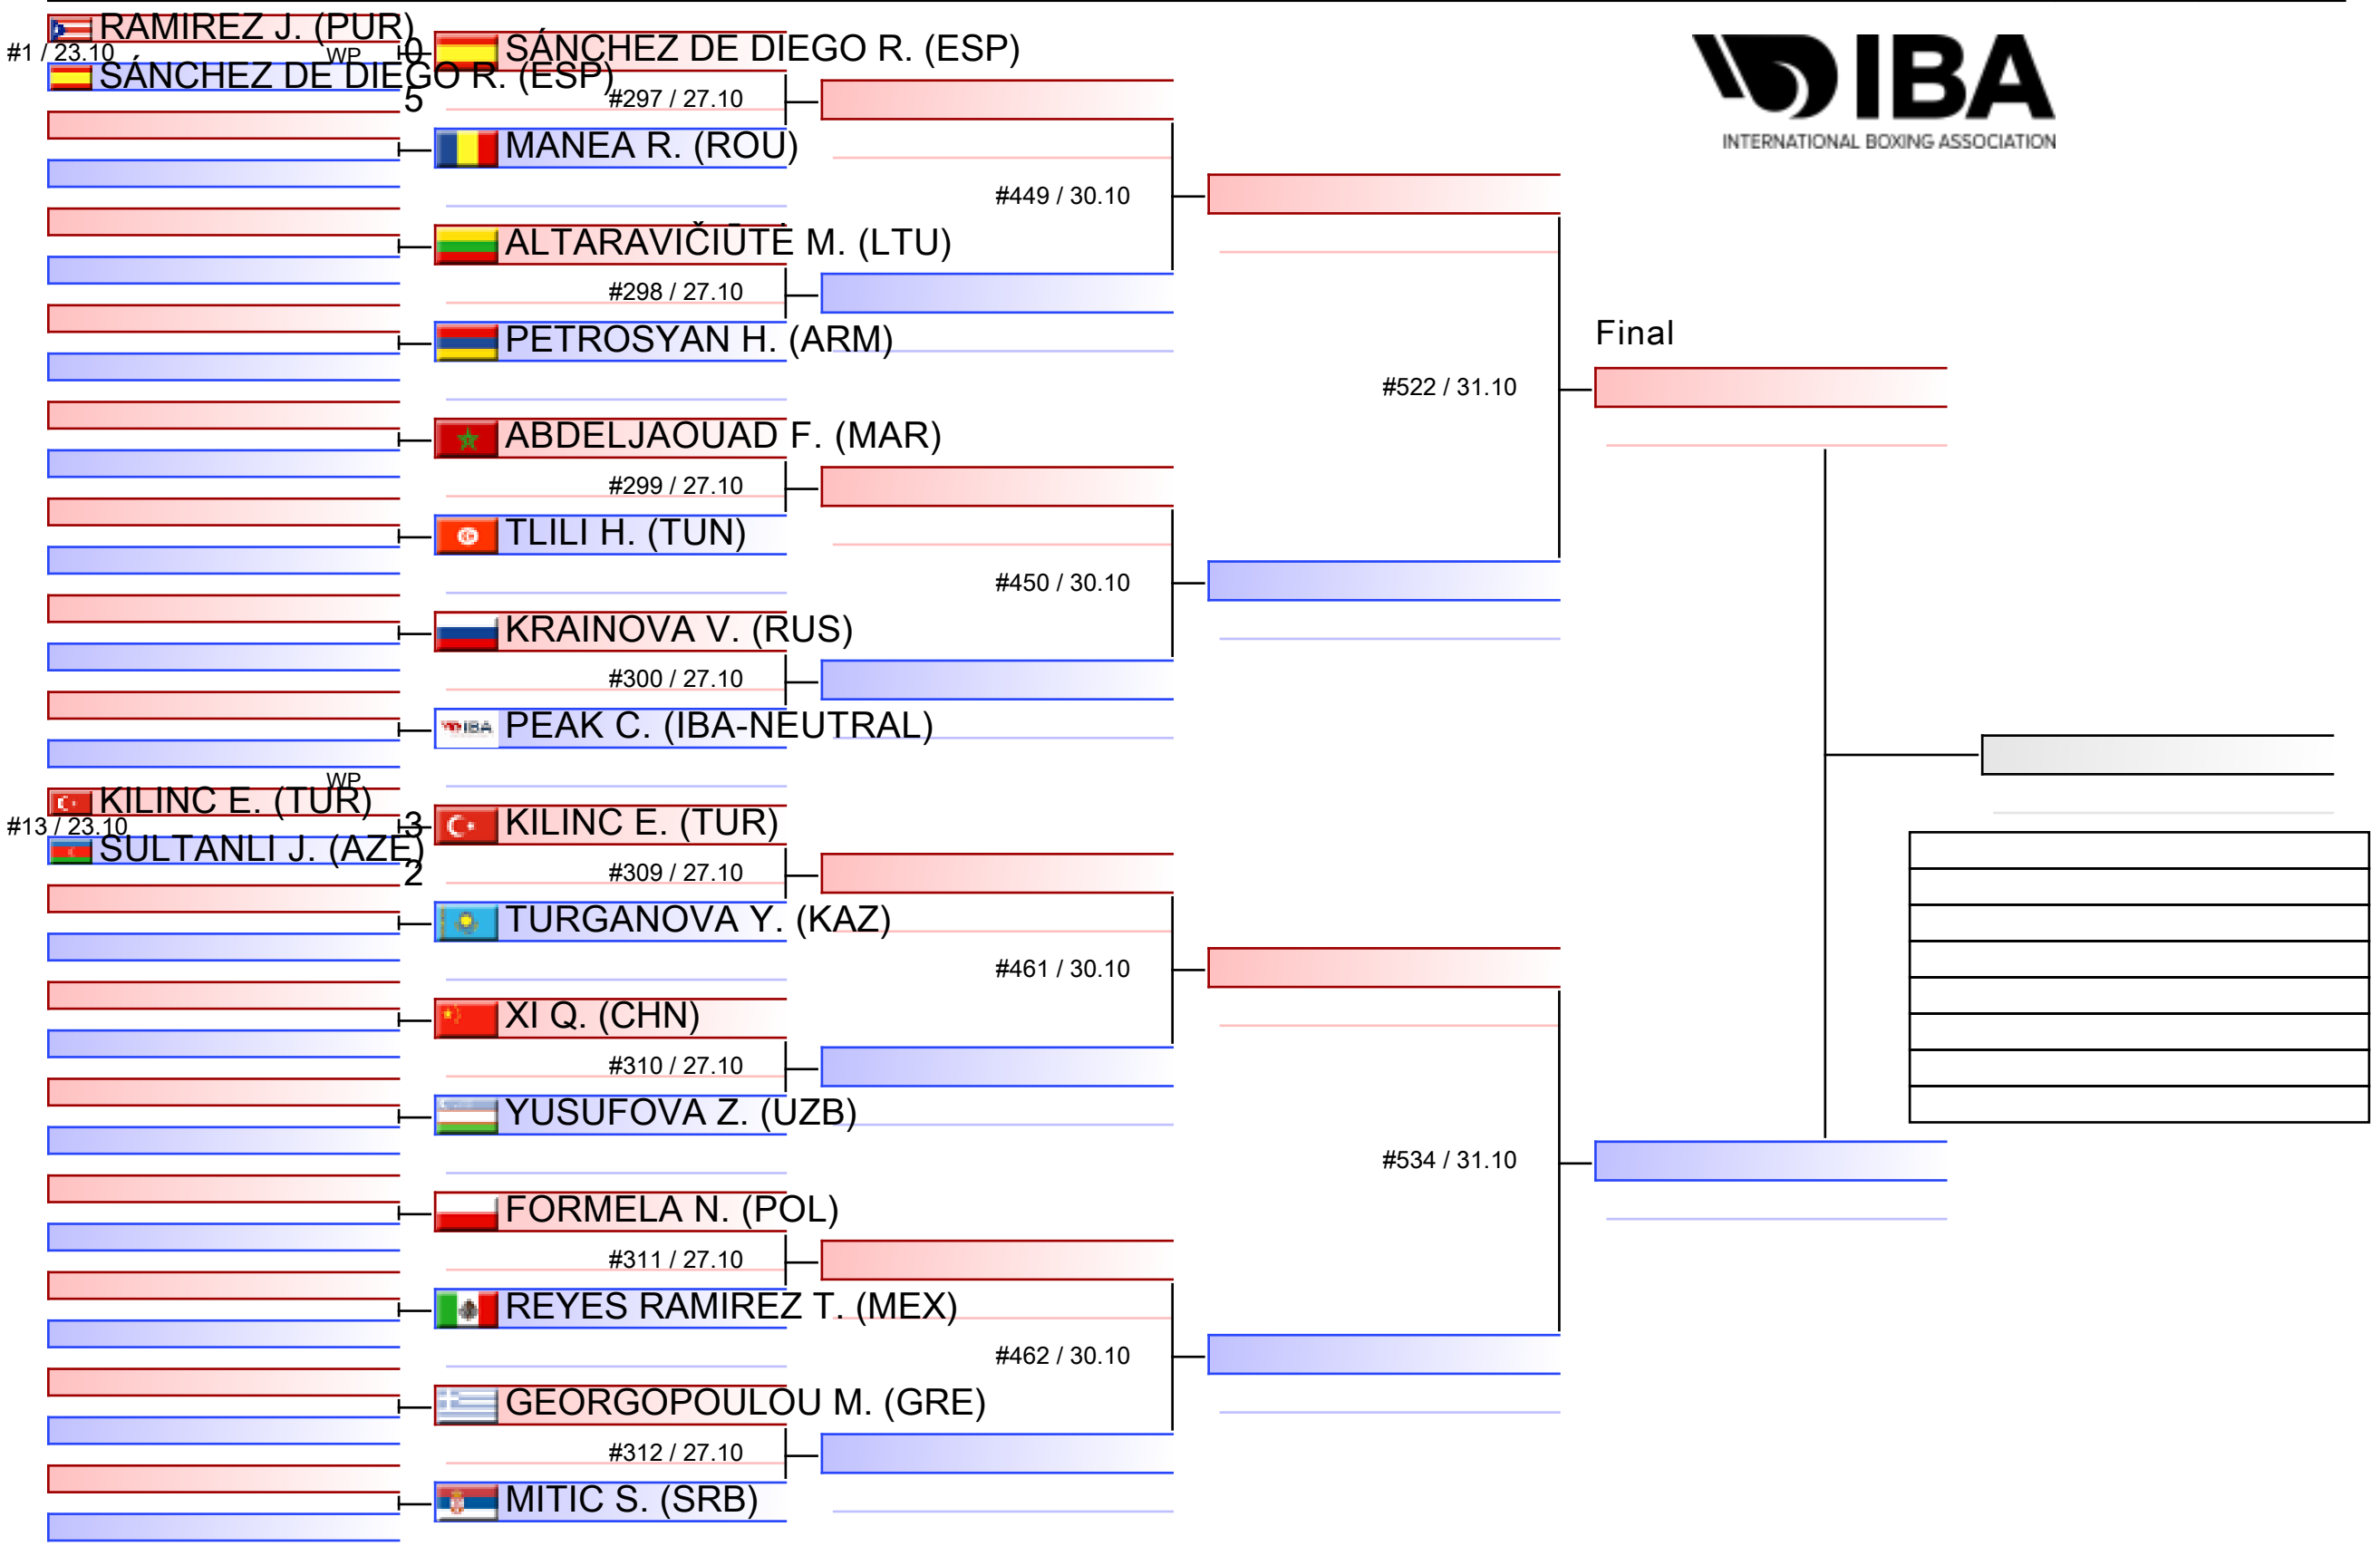 RAMIREZ J. (PUR)
#1 / 23.10
WP
0
SÁNCHEZ DE DIEGO R. (ESP)
5
SÁNCHEZ DE DIEGO R. (ESP)
#297 / 27.10
MANEA R. (ROU)
#449 / 30.10
ALTARAVIČIŪTĖ M. (LTU)
#298 / 27.10
PETROSYAN H. (ARM)
#522 / 31.10
ABDELJAOUAD F. (MAR)
#299 / 27.10
TLILI H. (TUN)
#450 / 30.10
KRAINOVA V. (RUS)
#300 / 27.10
IBA
PEAK C. (IBA-NEUTRAL)
WP
KILINC E. (TUR)
#13 / 23.10
3
SULTANLI J. (AZE)
2
KILINC E. (TUR)
#309 / 27.10
TURGANOVA Y. (KAZ)
#461 / 30.10
XI Q. (CHN)
#310 / 27.10
YUSUFOVA Z. (UZB)
#534 / 31.10
FORMELA N. (POL)
#311 / 27.10
REYES RAMIREZ T. (MEX)
#462 / 30.10
GEORGOPOULOU M. (GRE)
#312 / 27.10
MITIC S. (SRB)
Final
IBA
INTERNATIONAL BOXING ASSOCIATION